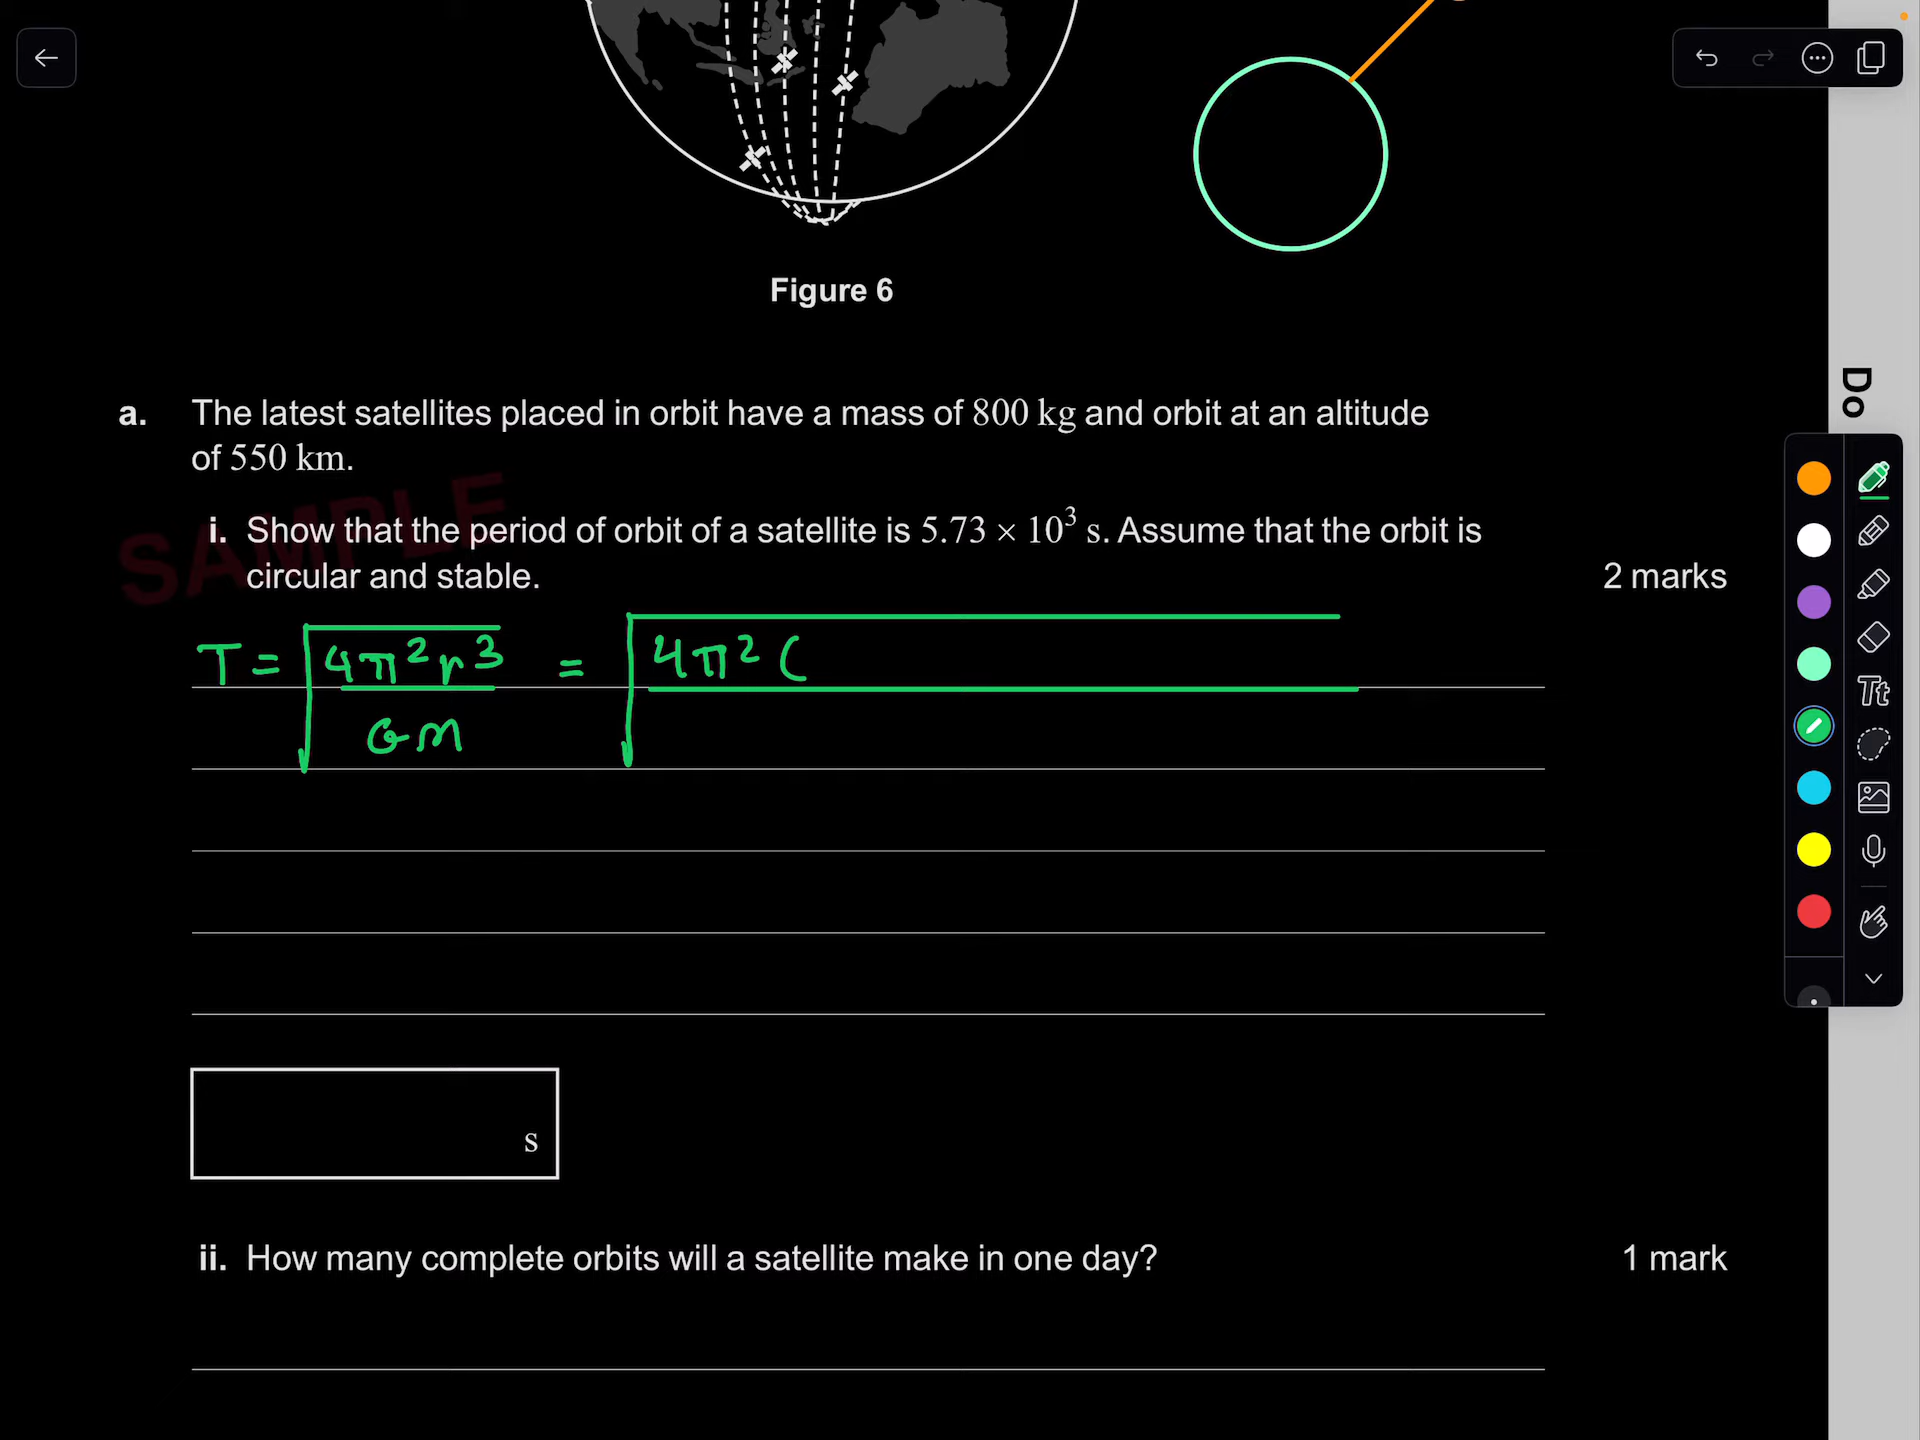 Figure 6
Do
a. The latest satellites placed in orbit have a mass of 800 kg and orbit at an altitude
of 550 km.
SAMPLE
i. Show that the period of orbit of a satellite is 5.73 × 10³ s. Assume that the orbit is
circular and stable.
2 marks
T = √(4π²r³ / GM) = √(4π² (
s
ii. How many complete orbits will a satellite make in one day?
1 mark
Tt